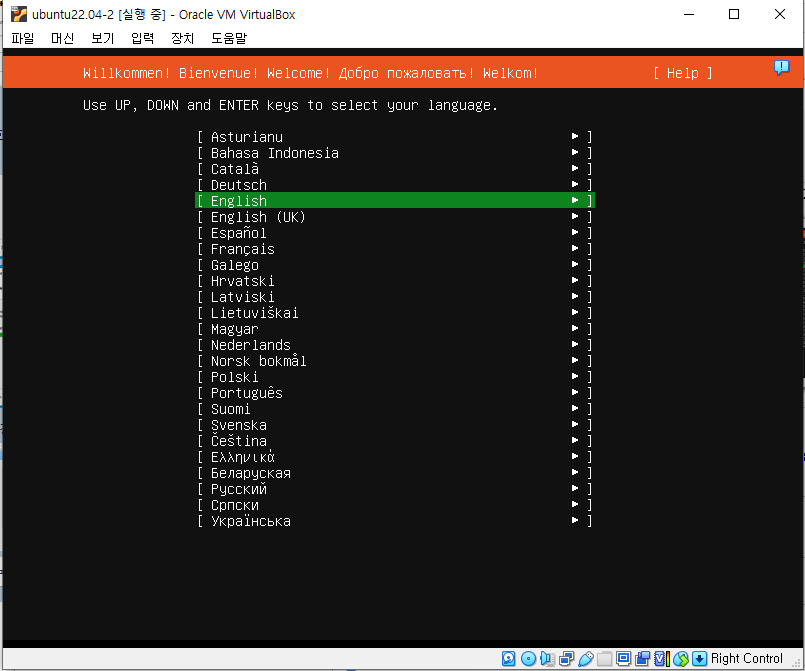 ubuntu22.04-2 [실행 중] - Oracle VM VirtualBox
파일 머신 보기 입력 장치 도움말
Willkommen! Bienvenue! Welcome! Добро пожаловать! Welkom! [ Help ]
Use UP, DOWN and ENTER keys to select your language.
[ Asturianu ▸ ]
[ Bahasa Indonesia ▸ ]
[ Català ▸ ]
[ Deutsch ▸ ]
[ English ▸ ]
[ English (UK) ▸ ]
[ Español ▸ ]
[ Français ▸ ]
[ Galego ▸ ]
[ Hrvatski ▸ ]
[ Latviski ▸ ]
[ Lietuviškai ▸ ]
[ Magyar ▸ ]
[ Nederlands ▸ ]
[ Norsk bokmål ▸ ]
[ Polski ▸ ]
[ Português ▸ ]
[ Suomi ▸ ]
[ Svenska ▸ ]
[ Čeština ▸ ]
[ Ελληνικά ▸ ]
[ Беларуская ▸ ]
[ Русский ▸ ]
[ Српски ▸ ]
[ Українська ▸ ]
Right Control